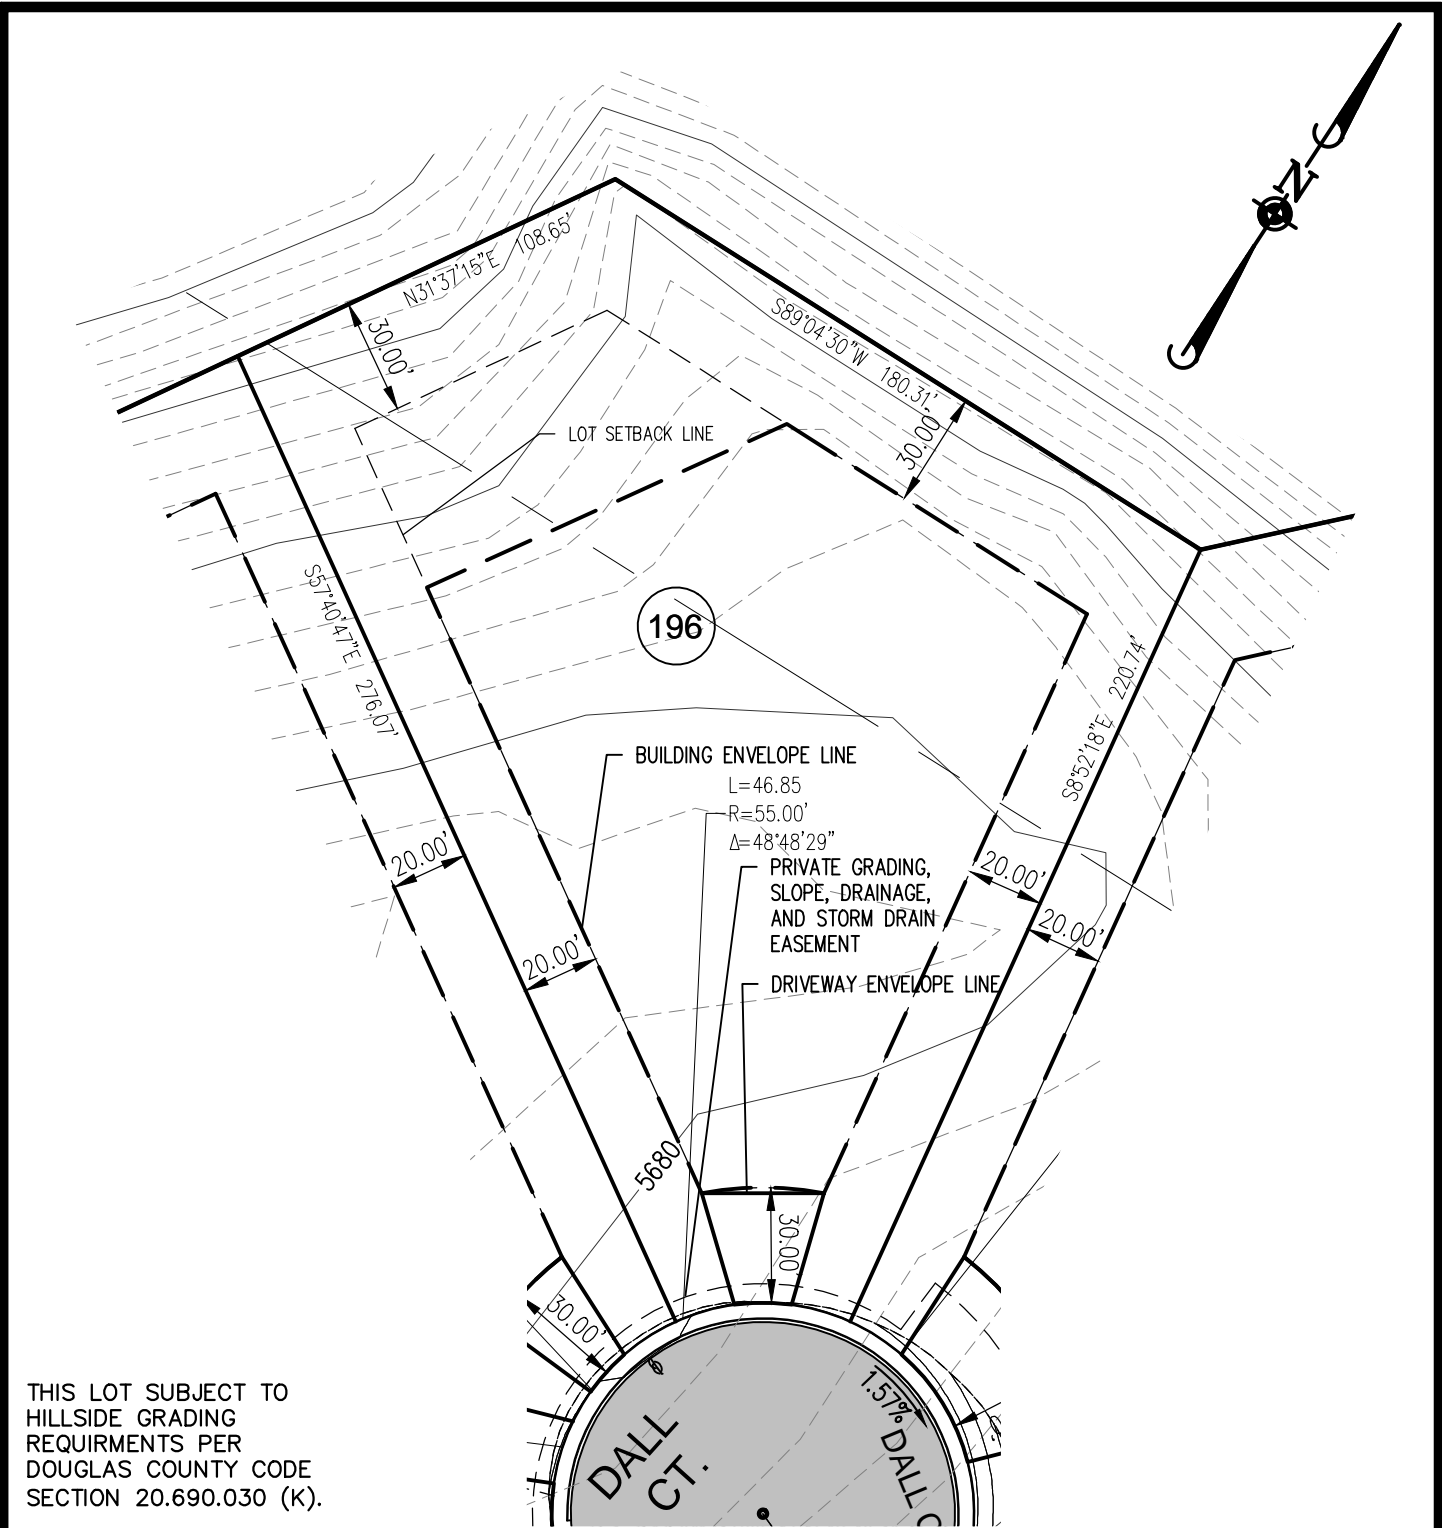 N
N31°37'15"E 108.65'
S89°04'30"W 180.31'
30.00'
30.00'
LOT SETBACK LINE
196
S57°40'47"E 276.07'
S8°52'18"E 220.74'
BUILDING ENVELOPE LINE
L=46.85
R=55.00'
Δ=48°48'29"
20.00'
20.00'
PRIVATE GRADING,
SLOPE, DRAINAGE,
AND STORM DRAIN
EASEMENT
20.00'
20.00'
DRIVEWAY ENVELOPE LINE
5680
30.00'
30.00'
1.57%
DALL
CT.
DALL C
THIS LOT SUBJECT TO
HILLSIDE GRADING
REQUIRMENTS PER
DOUGLAS COUNTY CODE
SECTION 20.690.030 (K).